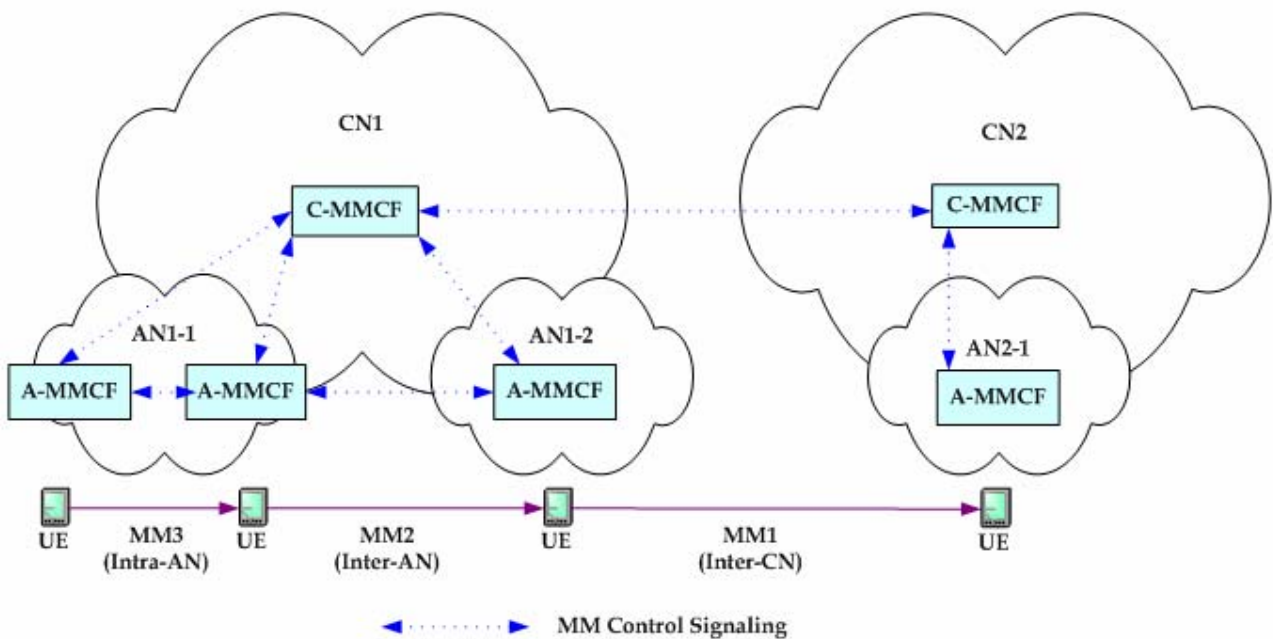 CN1
CN2
C-MMCF
C-MMCF
AN1-1
AN1-2
AN2-1
A-MMCF
A-MMCF
A-MMCF
A-MMCF
UE
UE
UE
UE
MM3
(Intra-AN)
MM2
(Inter-AN)
MM1
(Inter-CN)
MM Control Signaling